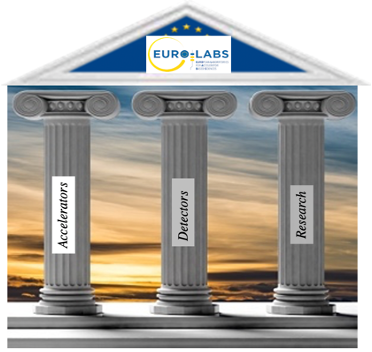 EURO-LABS
Accelerators
Detectors
Research